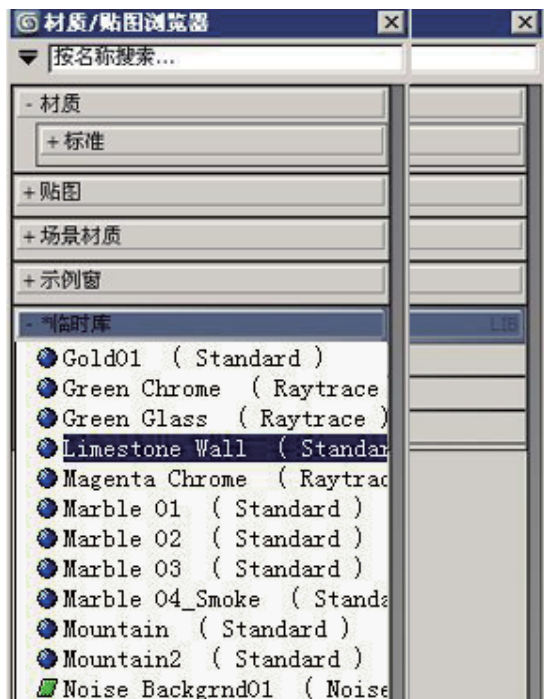 材质/贴图浏览器
按名称搜索...
- 材质
+ 标准
+ 贴图
+ 场景材质
+ 示例窗
- *临时库 LIB
Gold01 ( Standard )
Green Chrome ( Raytrace
Green Glass ( Raytrace )
Limestone Wall ( Standar
Magenta Chrome ( Raytrac
Marble 01 ( Standard )
Marble 02 ( Standard )
Marble 03 ( Standard )
Marble 04_Smoke ( Standa
Mountain ( Standard )
Mountain2 ( Standard )
Noise Backgrnd01 ( Noise